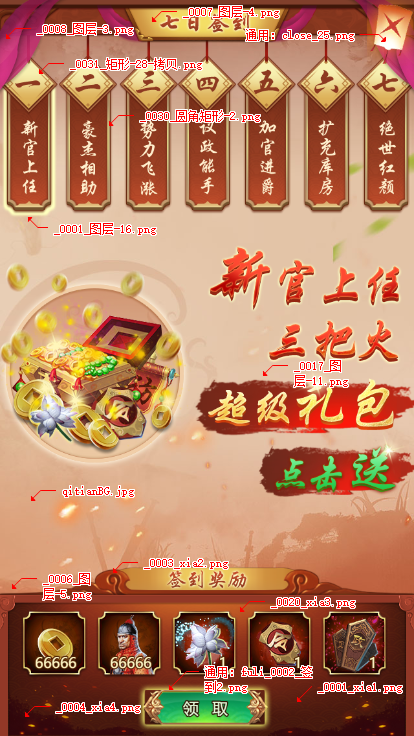 _0007_图层-4.png
七日签到
_0008_图层-3.png
通用：close_25.png
_0031_矩形-28-拷贝.png
一 二 三 四 五 六 七
_0030_圆角矩形-2.png
新官上任
豪杰相助
势力飞涨
仪政能手
加官进爵
扩充库房
绝世红颜
_0001_图层-16.png
新官上任
三把火
_0017_图
层-11.png
超级礼包
点击送
qitianBG.jpg
_0003_xia2.png
签到奖励
_0006_图
层-5.png
_0020_xia3.png
66666
66666
1
1
通用：fuli_0002_签
到2.png
_0001_xia1.png
_0004_xia4.png
领取